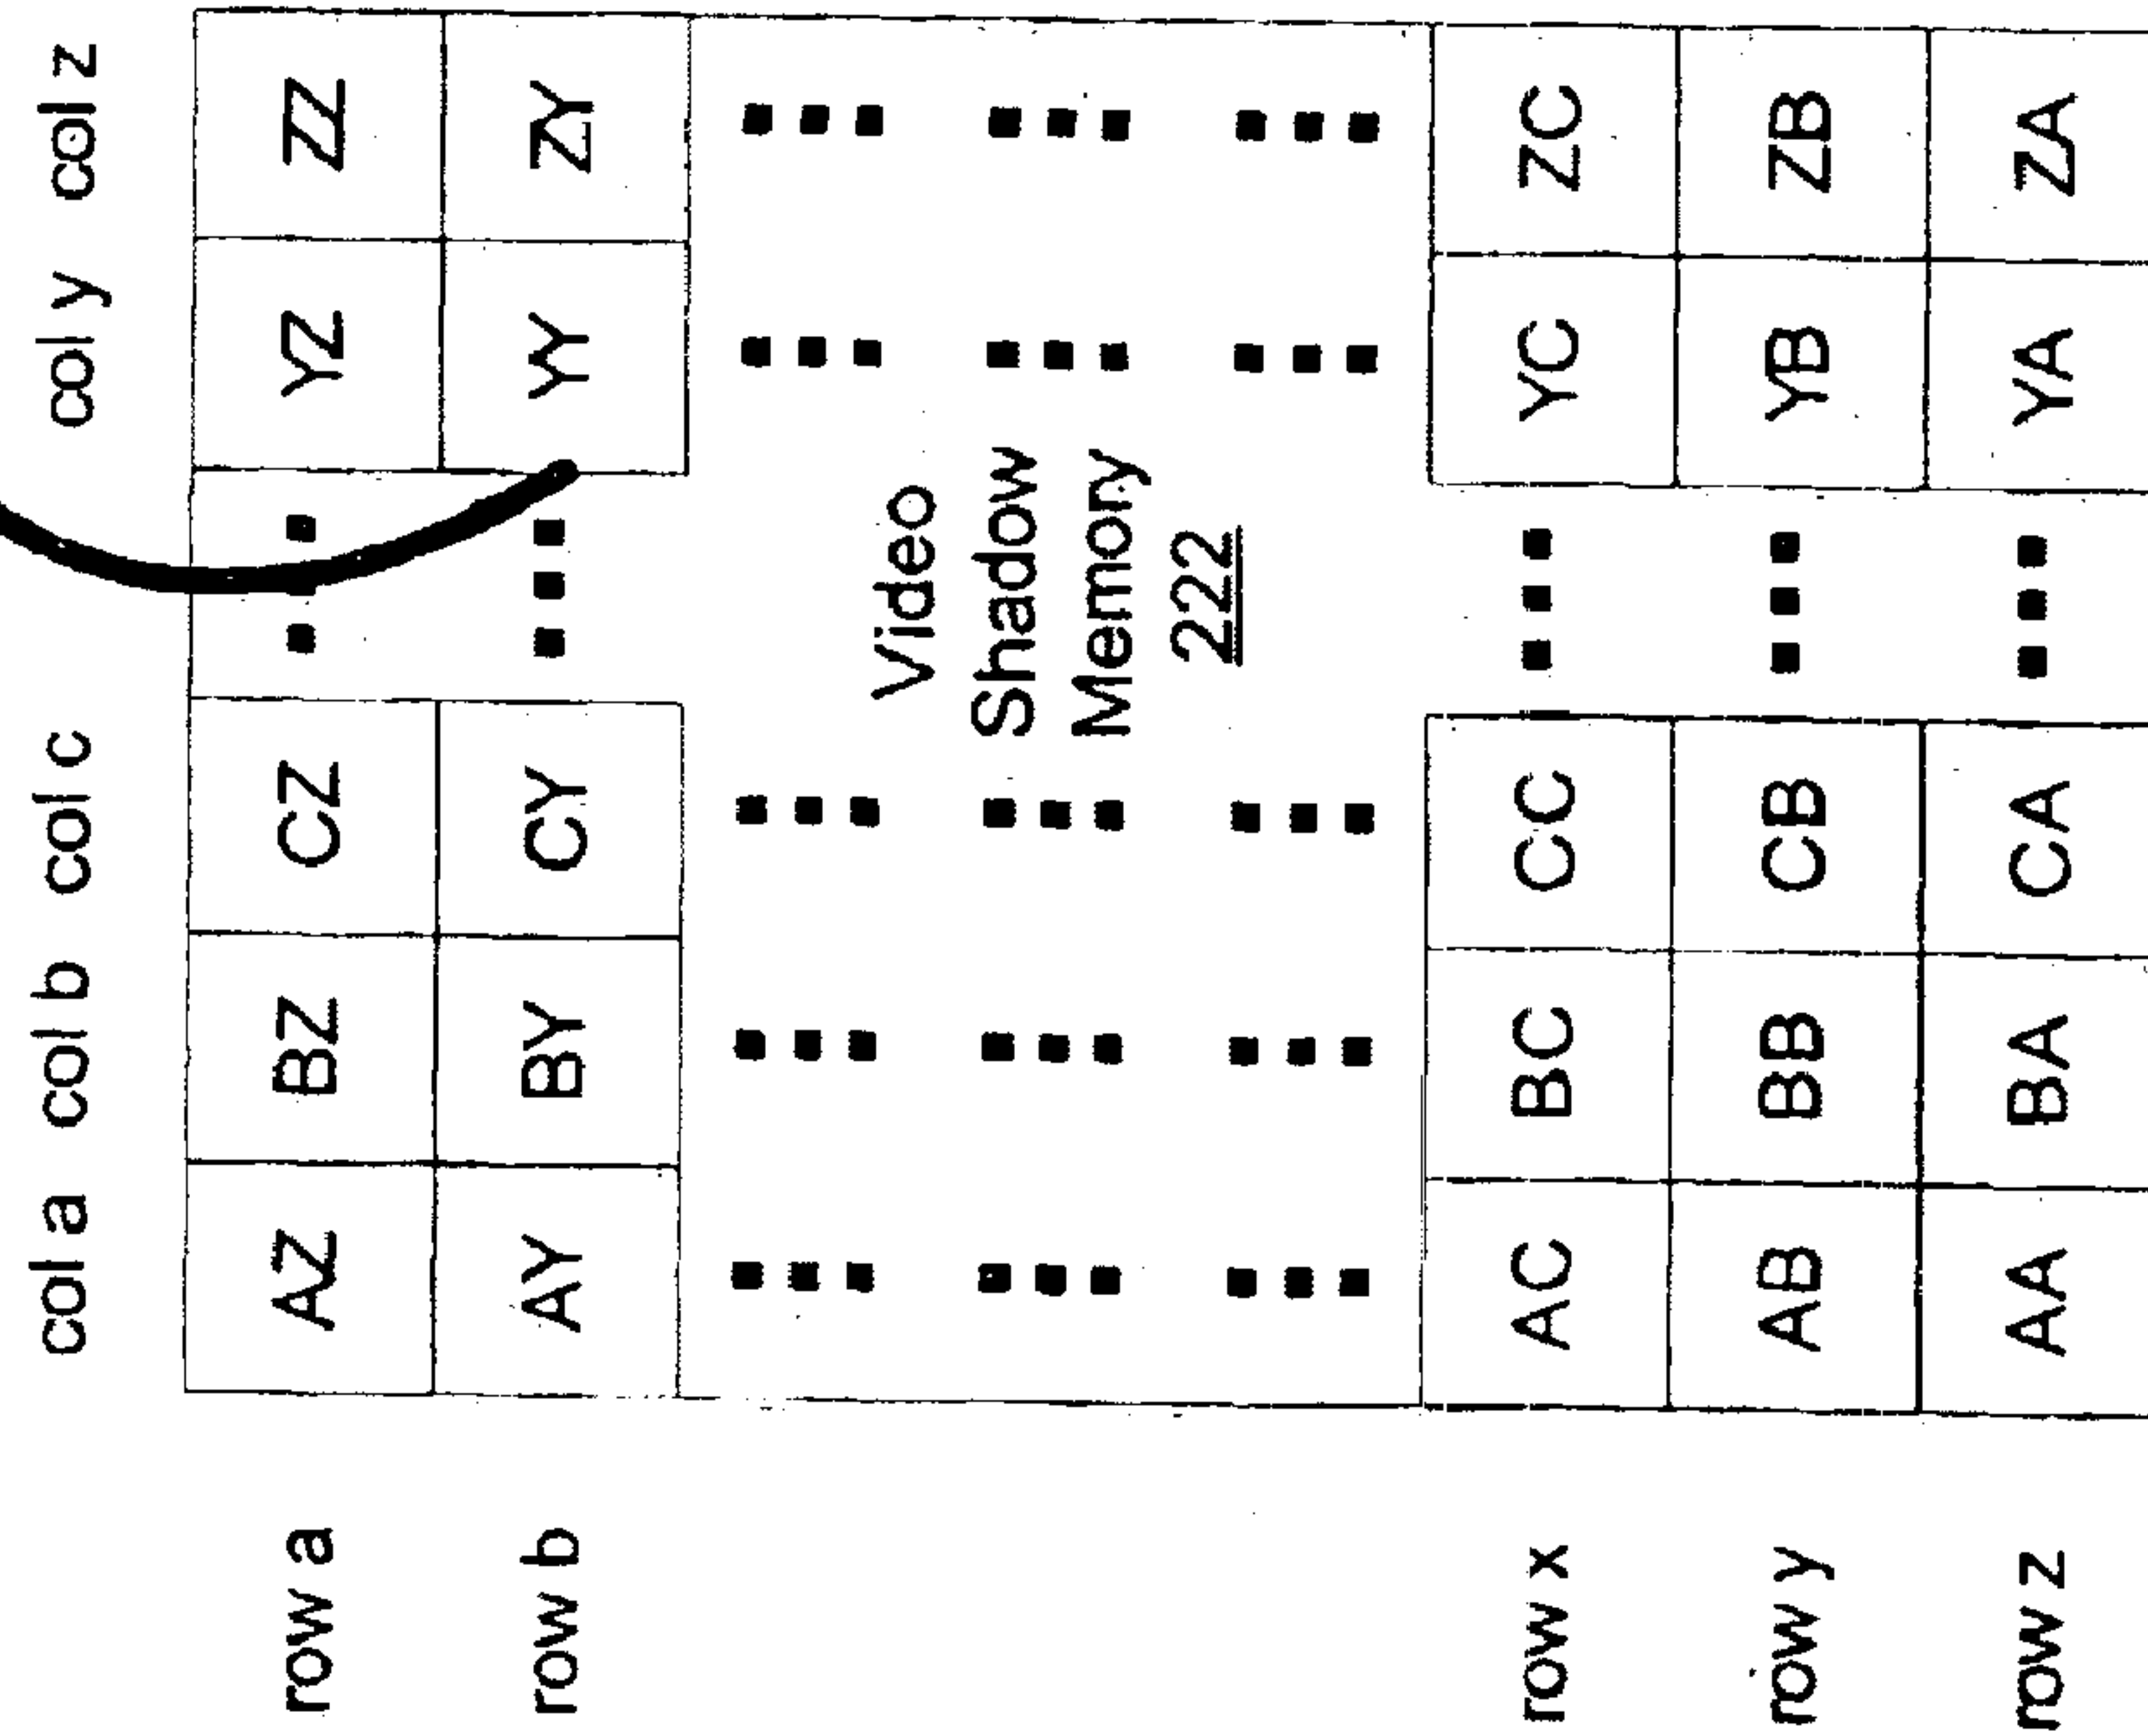 col a col b col c col y col z
row a AZ BZ CZ YZ ZZ
row b AY BY CY YY ZY
Video
Shadow
Memory
222
row x AC BC CC YC ZC
row y AB BB CB YB ZB
row z AA BA CA YA ZA